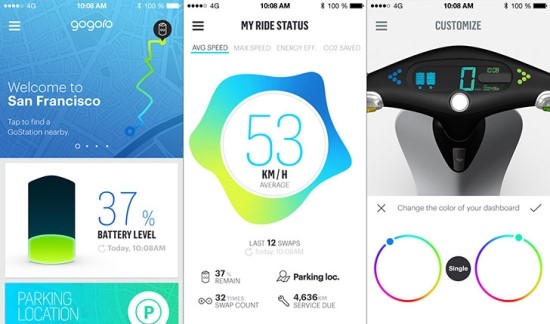 4G 10:08 AM 100%
gogoro
Welcome to
San Francisco
Tap to find a
GoStation nearby.
37 %
BATTERY LEVEL
Today, 10:08AM
PARKING
LOCATION
P
4G 10:08 AM 100%
MY RIDE STATUS
AVG SPEED MAX SPEED ENERGY EFF. CO2 SAVED
53
KM / H
AVERAGE
LAST 12 SWAPS
Today, 10:08AM
37 %
REMAIN
Parking loc.
32 TIMES
SWAP COUNT
4,636KM
SERVICE DUE
4G 10:08 AM 100%
CUSTOMIZE
0
Change the color of your dashboard
Single